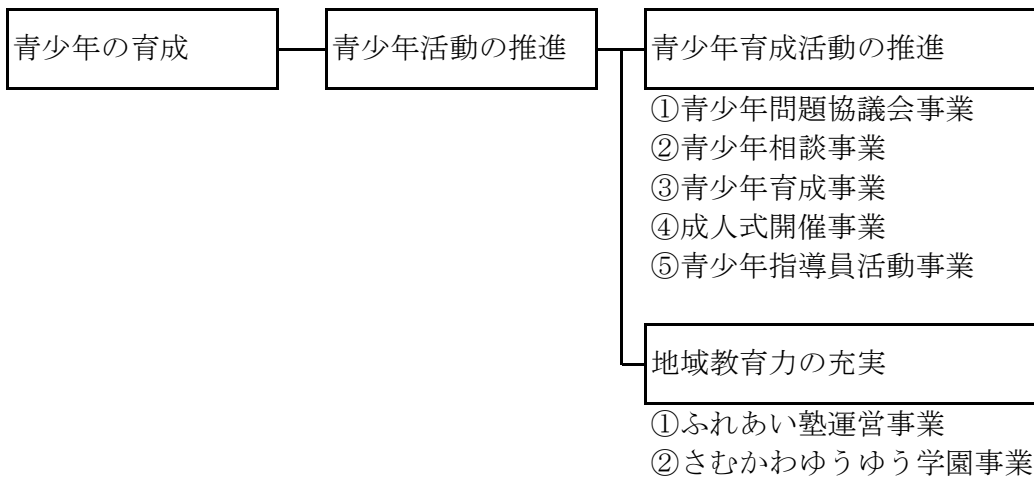 青少年の育成
青少年活動の推進
青少年育成活動の推進
①青少年問題協議会事業
②青少年相談事業
③青少年育成事業
④成人式開催事業
⑤青少年指導員活動事業
地域教育力の充実
①ふれあい塾運営事業
②さむかわゆうゆう学園事業